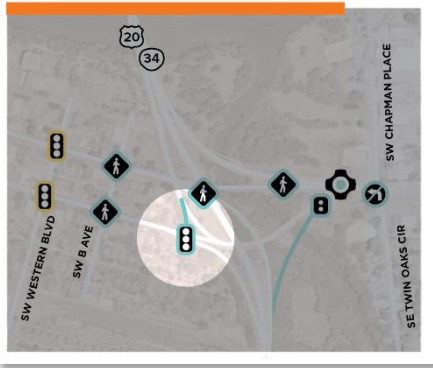 20
34
SW CHAPMAN PLACE
SW WESTERN BLVD
SW B AVE
SE TWIN OAKS CIR